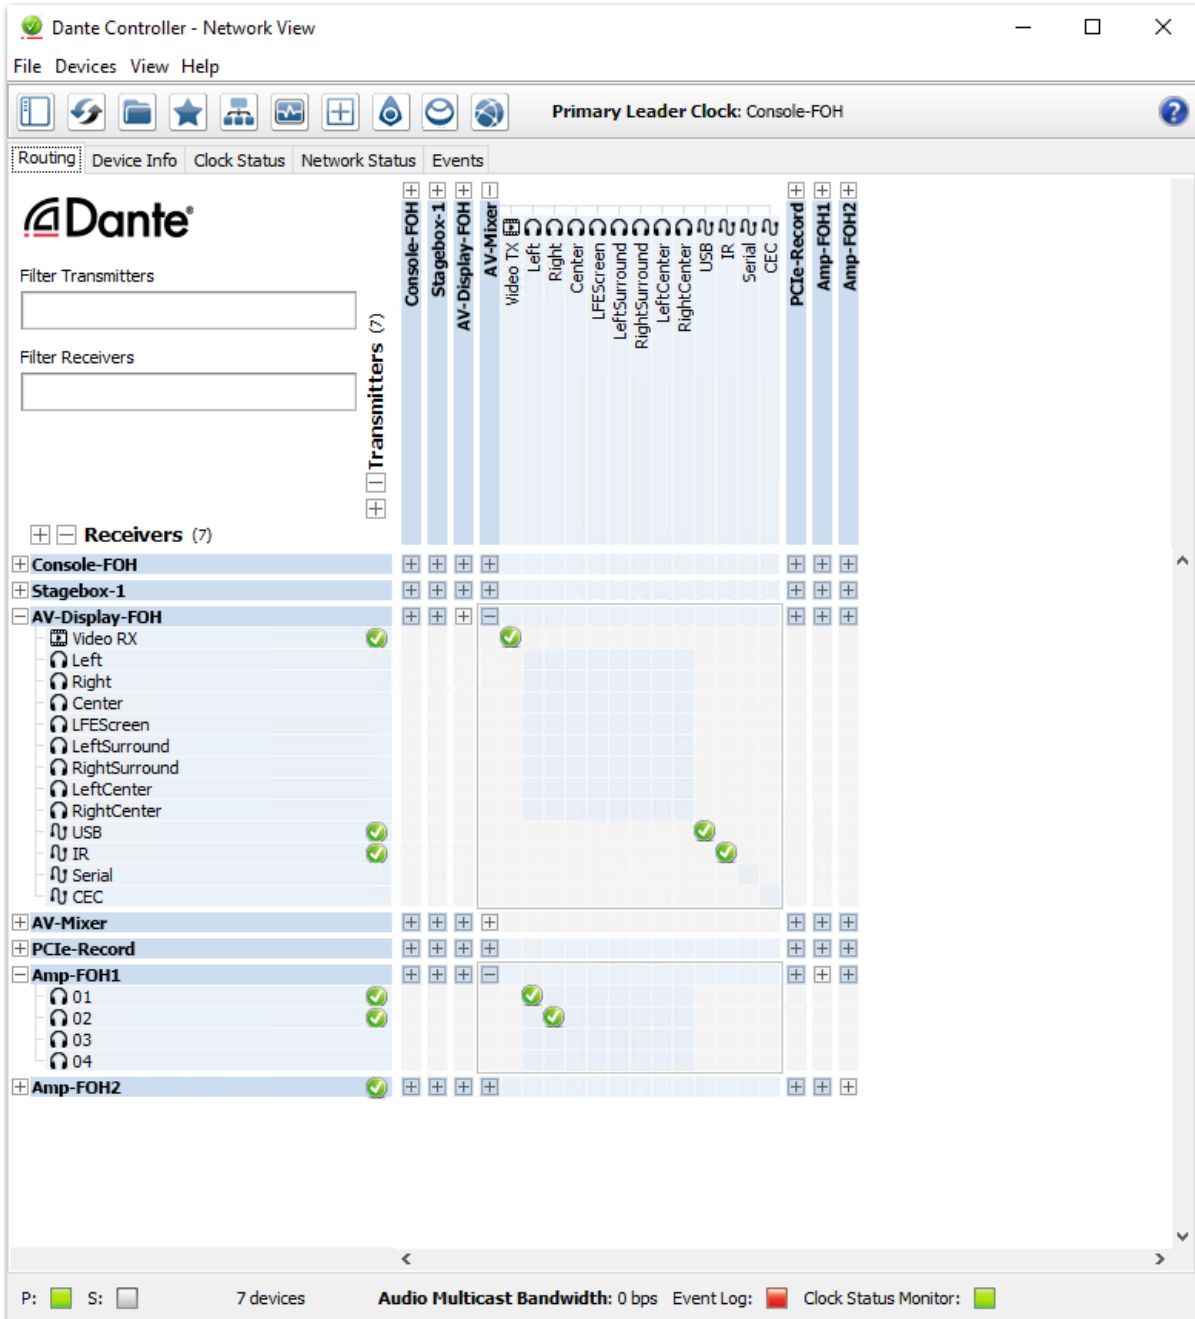 Dante Controller - Network View
File Devices View Help
Primary Leader Clock: Console-FOH
Routing Device Info Clock Status Network Status Events
Dante®
Filter Transmitters
Filter Receivers
Transmitters (7)
Console-FOH
Stagebox-1
AV-Display-FOH
AV-Mixer
Video TX
Left
Right
Center
LFEScreen
LeftSurround
RightSurround
LeftCenter
RightCenter
USB
IR
Serial
CEC
PCIe-Record
Amp-FOH1
Amp-FOH2
Receivers (7)
Console-FOH
Stagebox-1
AV-Display-FOH
Video RX
Left
Right
Center
LFEScreen
LeftSurround
RightSurround
LeftCenter
RightCenter
USB
IR
Serial
CEC
AV-Mixer
PCIe-Record
Amp-FOH1
01
02
03
04
Amp-FOH2
P: S: 7 devices Audio Multicast Bandwidth: 0 bps Event Log: Clock Status Monitor: